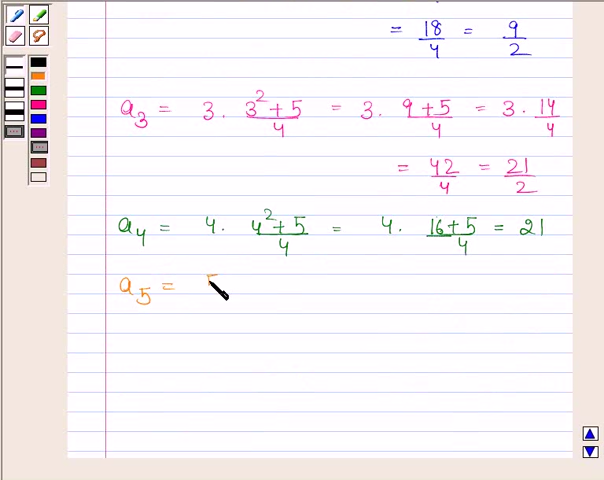 = 18/4 = 9/2
a₃ = 3 . (3² + 5)/4 = 3 . (9 + 5)/4 = 3 . 14/4
= 42/4 = 21/2
a₄ = 4 . (4² + 5)/4 = 4 . (16 + 5)/4 = 21
a₅ =